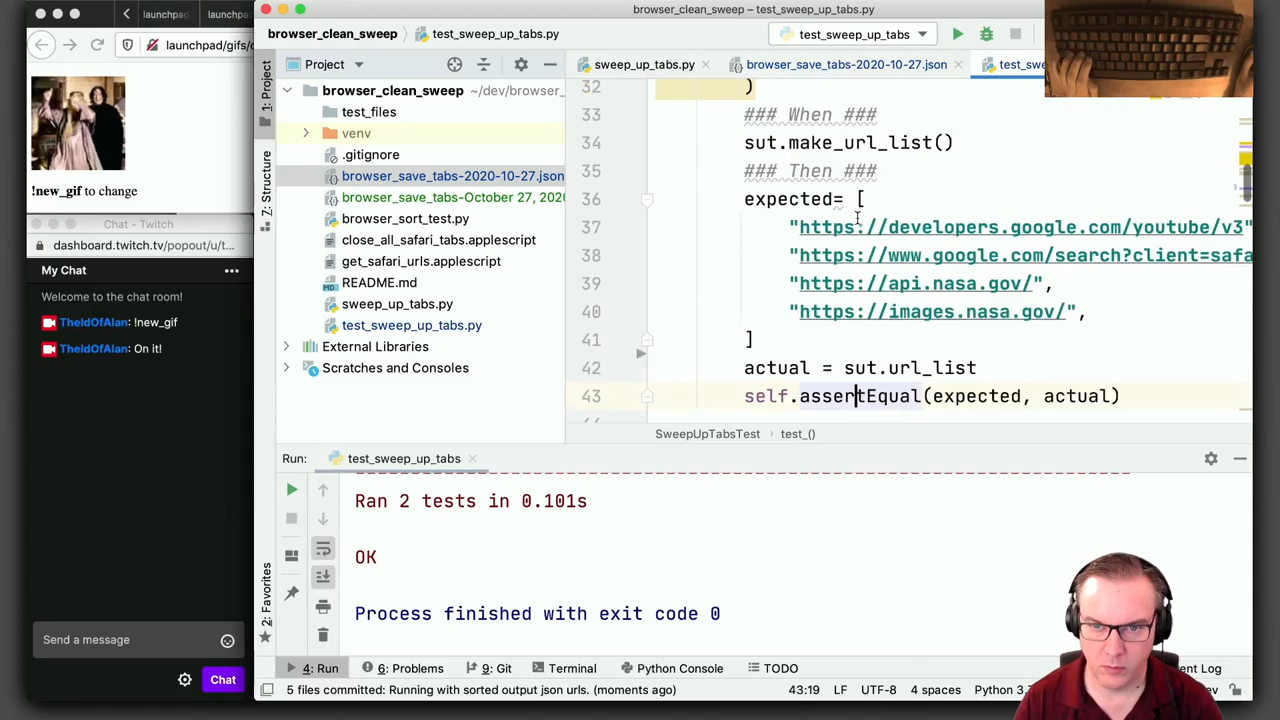 launchpad
launchpad
launchpad/gifs/c
!new_gif to change
Chat - Twitch
dashboard.twitch.tv/popout/u/t...
My Chat
Welcome to the chat room!
TheIdOfAlan: !new_gif
TheIdOfAlan: On it!
Send a message
Chat
browser_clean_sweep – test_sweep_up_tabs.py
browser_clean_sweep
test_sweep_up_tabs.py
test_sweep_up_tabs
Project
sweep_up_tabs.py
browser_save_tabs-2020-10-27.json
test_swe
1: Project
7: Structure
2: Favorites
browser_clean_sweep ~/dev/browser_
test_files
venv
.gitignore
browser_save_tabs-2020-10-27.json
browser_save_tabs-October 27, 2020
browser_sort_test.py
close_all_safari_tabs.applescript
get_safari_urls.applescript
README.md
sweep_up_tabs.py
test_sweep_up_tabs.py
External Libraries
Scratches and Consoles
32 )
33 ### When ###
34 sut.make_url_list()
35 ### Then ###
36 expected= [
37 "https://developers.google.com/youtube/v3"
38 "https://www.google.com/search?client=safa
39 "https://api.nasa.gov/",
40 "https://images.nasa.gov/",
41 ]
42 actual = sut.url_list
43 self.assertEqual(expected, actual)
SweepUpTabsTest
test_()
Run:
test_sweep_up_tabs
Ran 2 tests in 0.101s
OK
Process finished with exit code 0
4: Run
6: Problems
9: Git
Terminal
Python Console
TODO
nt Log
5 files committed: Running with sorted output json urls. (moments ago)
43:19
LF
UTF-8
4 spaces
Python 3.7